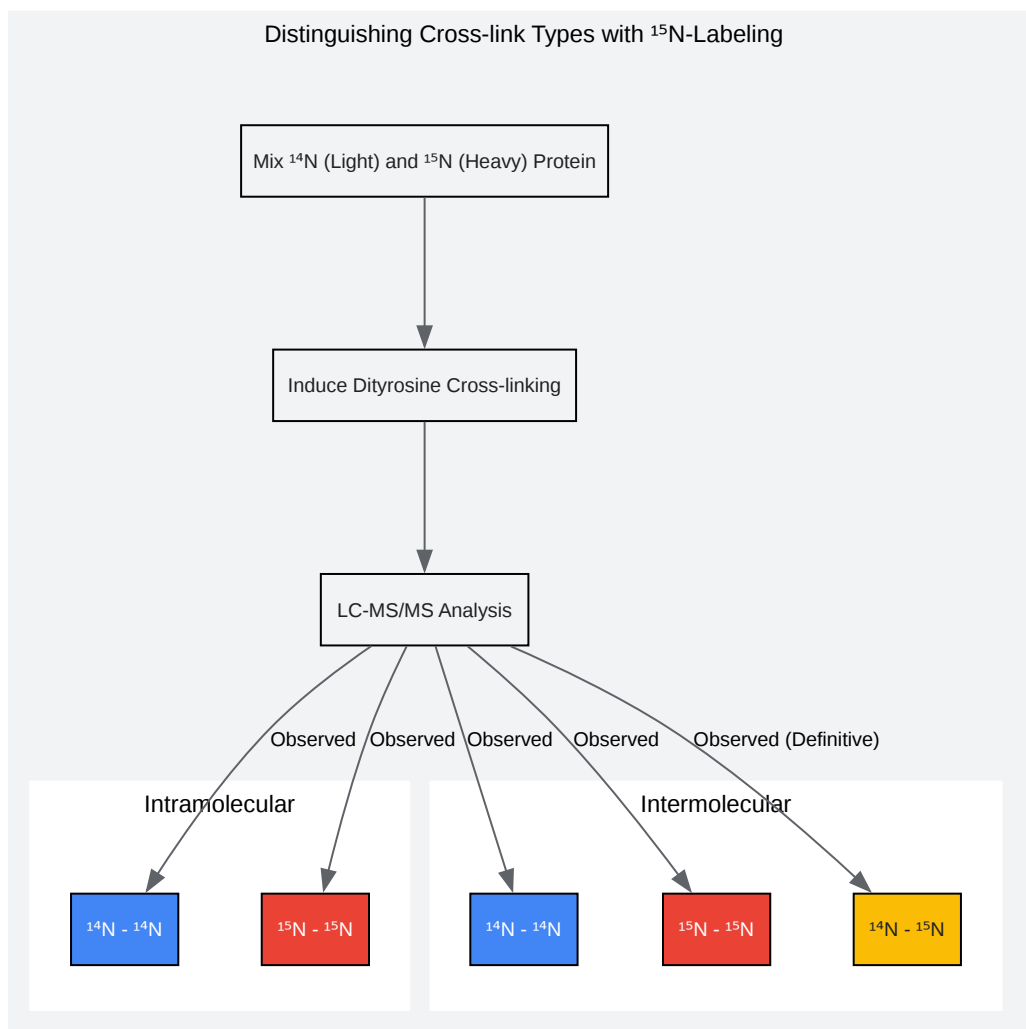 Distinguishing Cross-link Types with ¹⁵N-Labeling
Mix ¹⁴N (Light) and ¹⁵N (Heavy) Protein
Induce Dityrosine Cross-linking
LC-MS/MS Analysis
Observed
Observed
Observed
Observed
Observed (Definitive)
Intramolecular
Intermolecular
¹⁴N - ¹⁴N
¹⁵N - ¹⁵N
¹⁴N - ¹⁴N
¹⁵N - ¹⁵N
¹⁴N - ¹⁵N